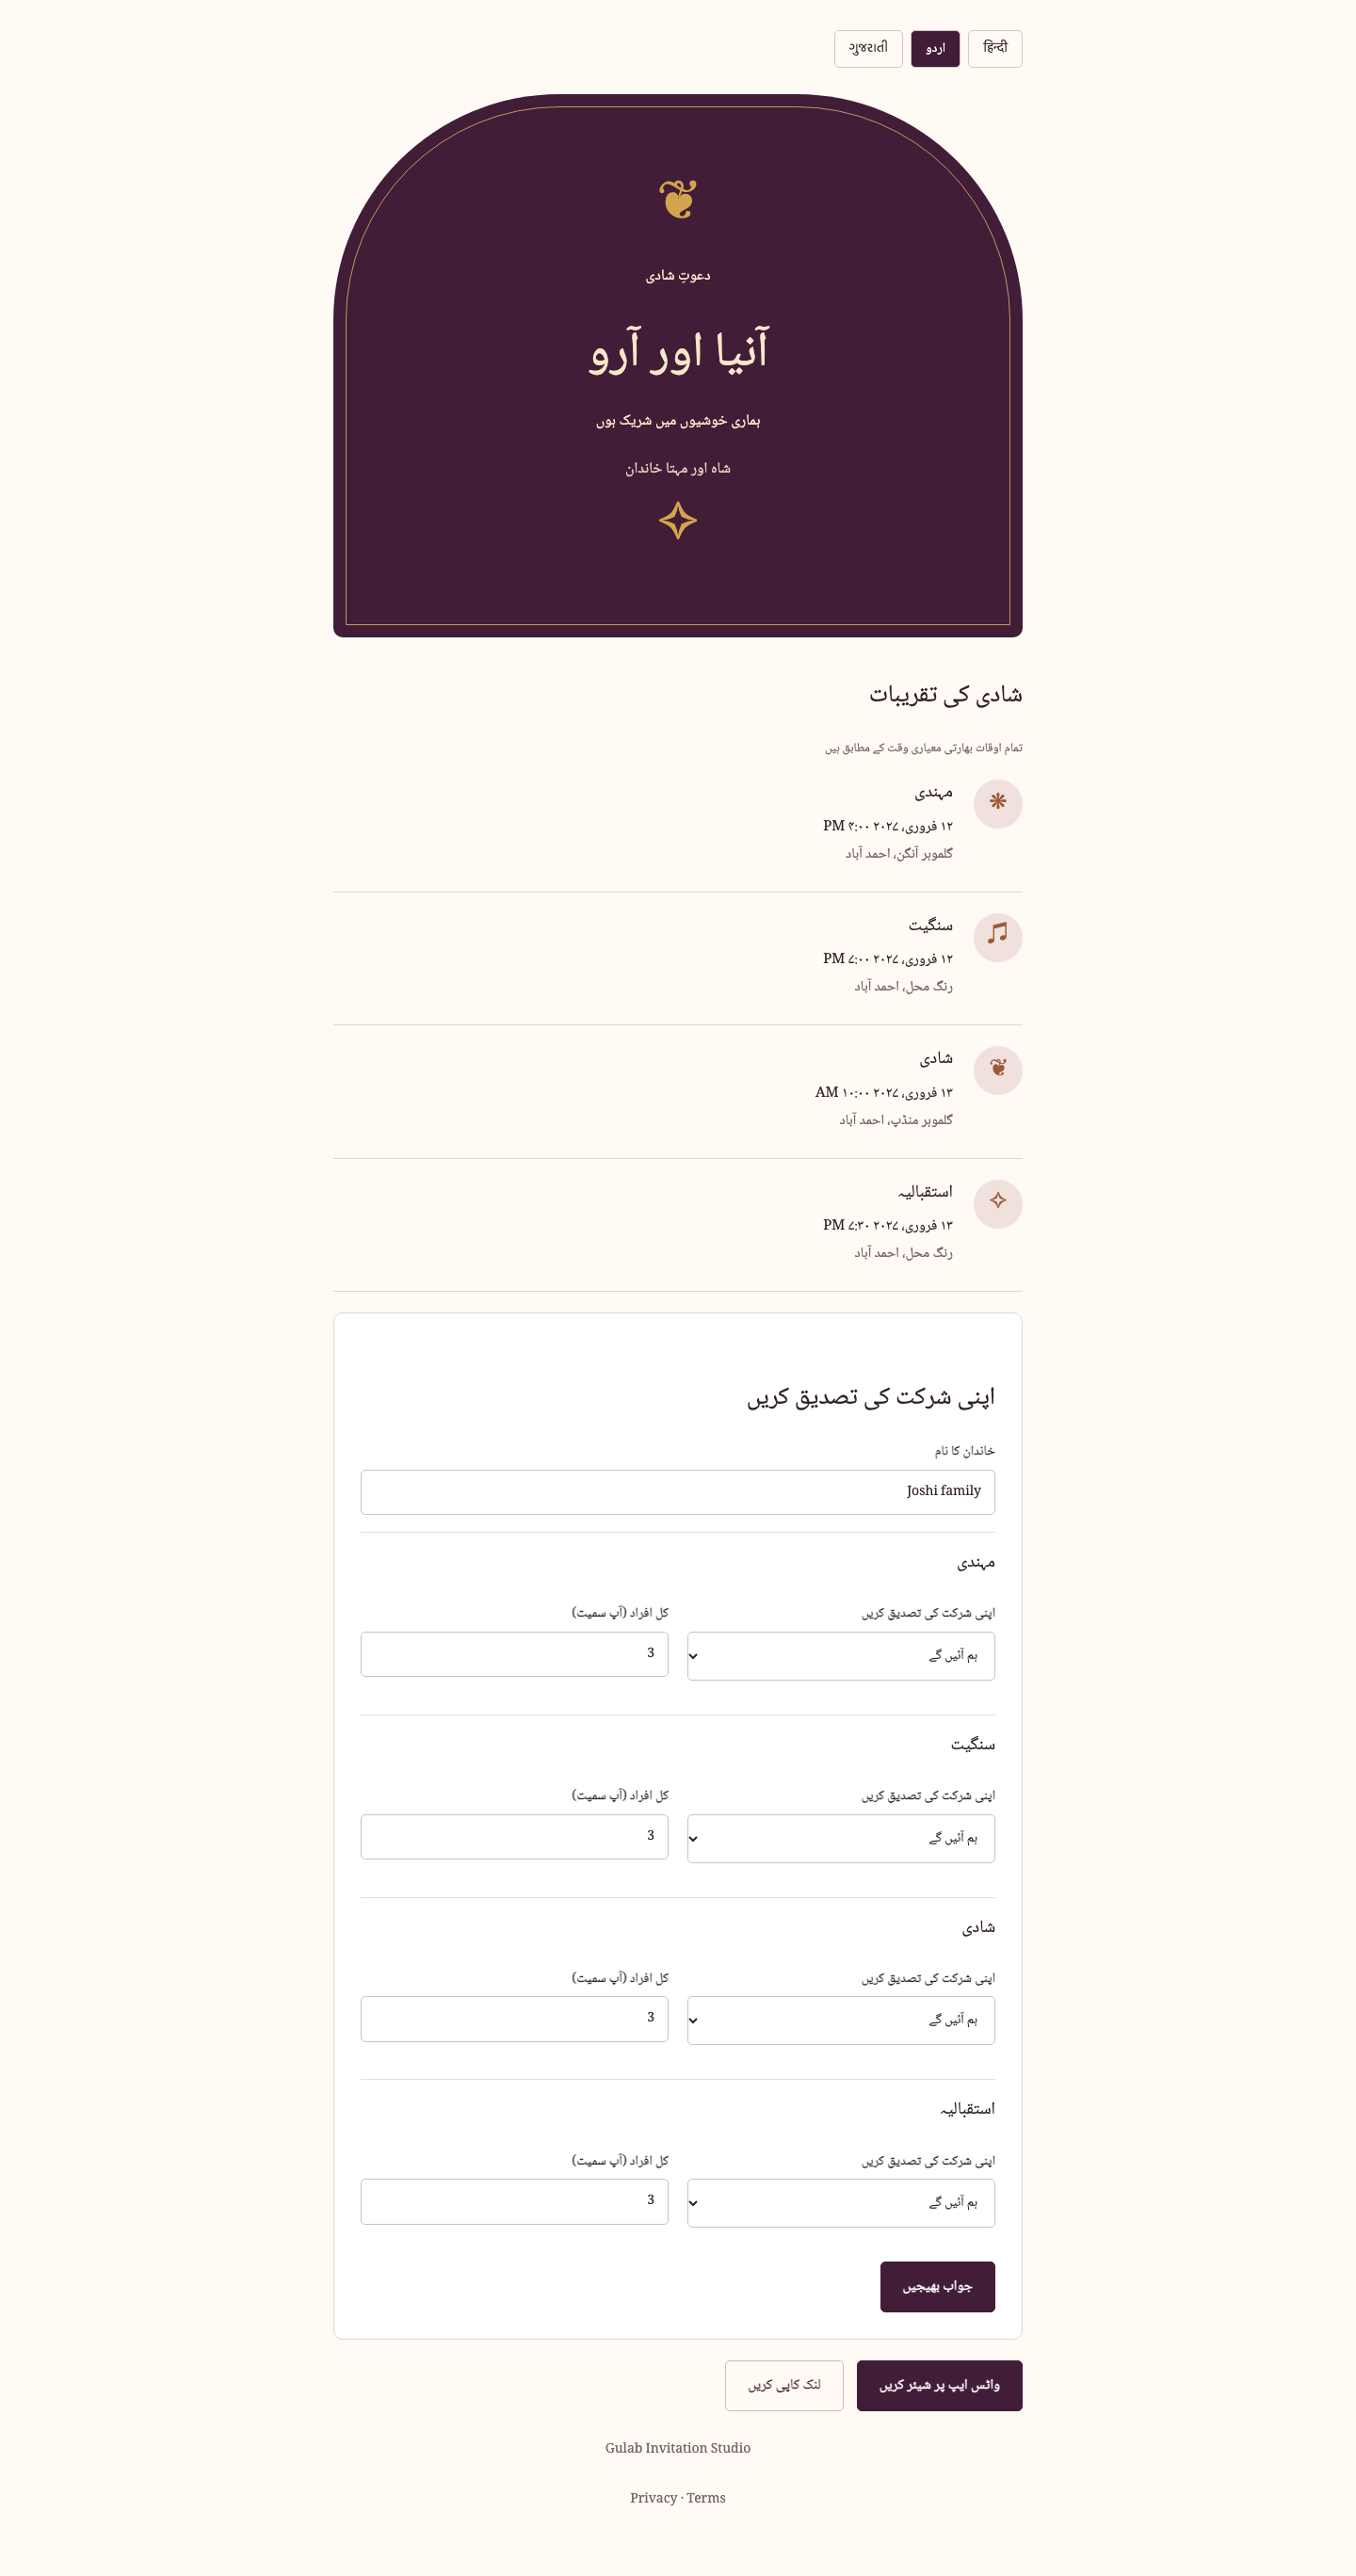 हिन्दी
اردو
ગુજરાતી
دعوتِ شادی
آنیا اور آرو
ہماری خوشیوں میں شریک ہوں
شاہ اور مہتا خاندان
شادی کی تقریبات
تمام اوقات بھارتی معیاری وقت کے مطابق ہیں
مہندی
۱۲ فروری، ۲۰۲۷ ۴:۰۰ PM
گلموہر آنگن، احمد آباد
سنگیت
۱۲ فروری، ۲۰۲۷ ۷:۰۰ PM
رنگ محل، احمد آباد
شادی
۱۳ فروری، ۲۰۲۷ ۱۰:۰۰ AM
گلموہر منڈپ، احمد آباد
استقبالیہ
۱۳ فروری، ۲۰۲۷ ۷:۳۰ PM
رنگ محل، احمد آباد
اپنی شرکت کی تصدیق کریں
خاندان کا نام
Joshi family
مہندی
اپنی شرکت کی تصدیق کریں
کل افراد (آپ سمیت)
ہم آئیں گے
3
سنگیت
اپنی شرکت کی تصدیق کریں
کل افراد (آپ سمیت)
ہم آئیں گے
3
شادی
اپنی شرکت کی تصدیق کریں
کل افراد (آپ سمیت)
ہم آئیں گے
3
استقبالیہ
اپنی شرکت کی تصدیق کریں
کل افراد (آپ سمیت)
ہم آئیں گے
3
جواب بھیجیں
واٹس ایپ پر شیئر کریں
لنک کاپی کریں
Gulab Invitation Studio
Privacy · Terms